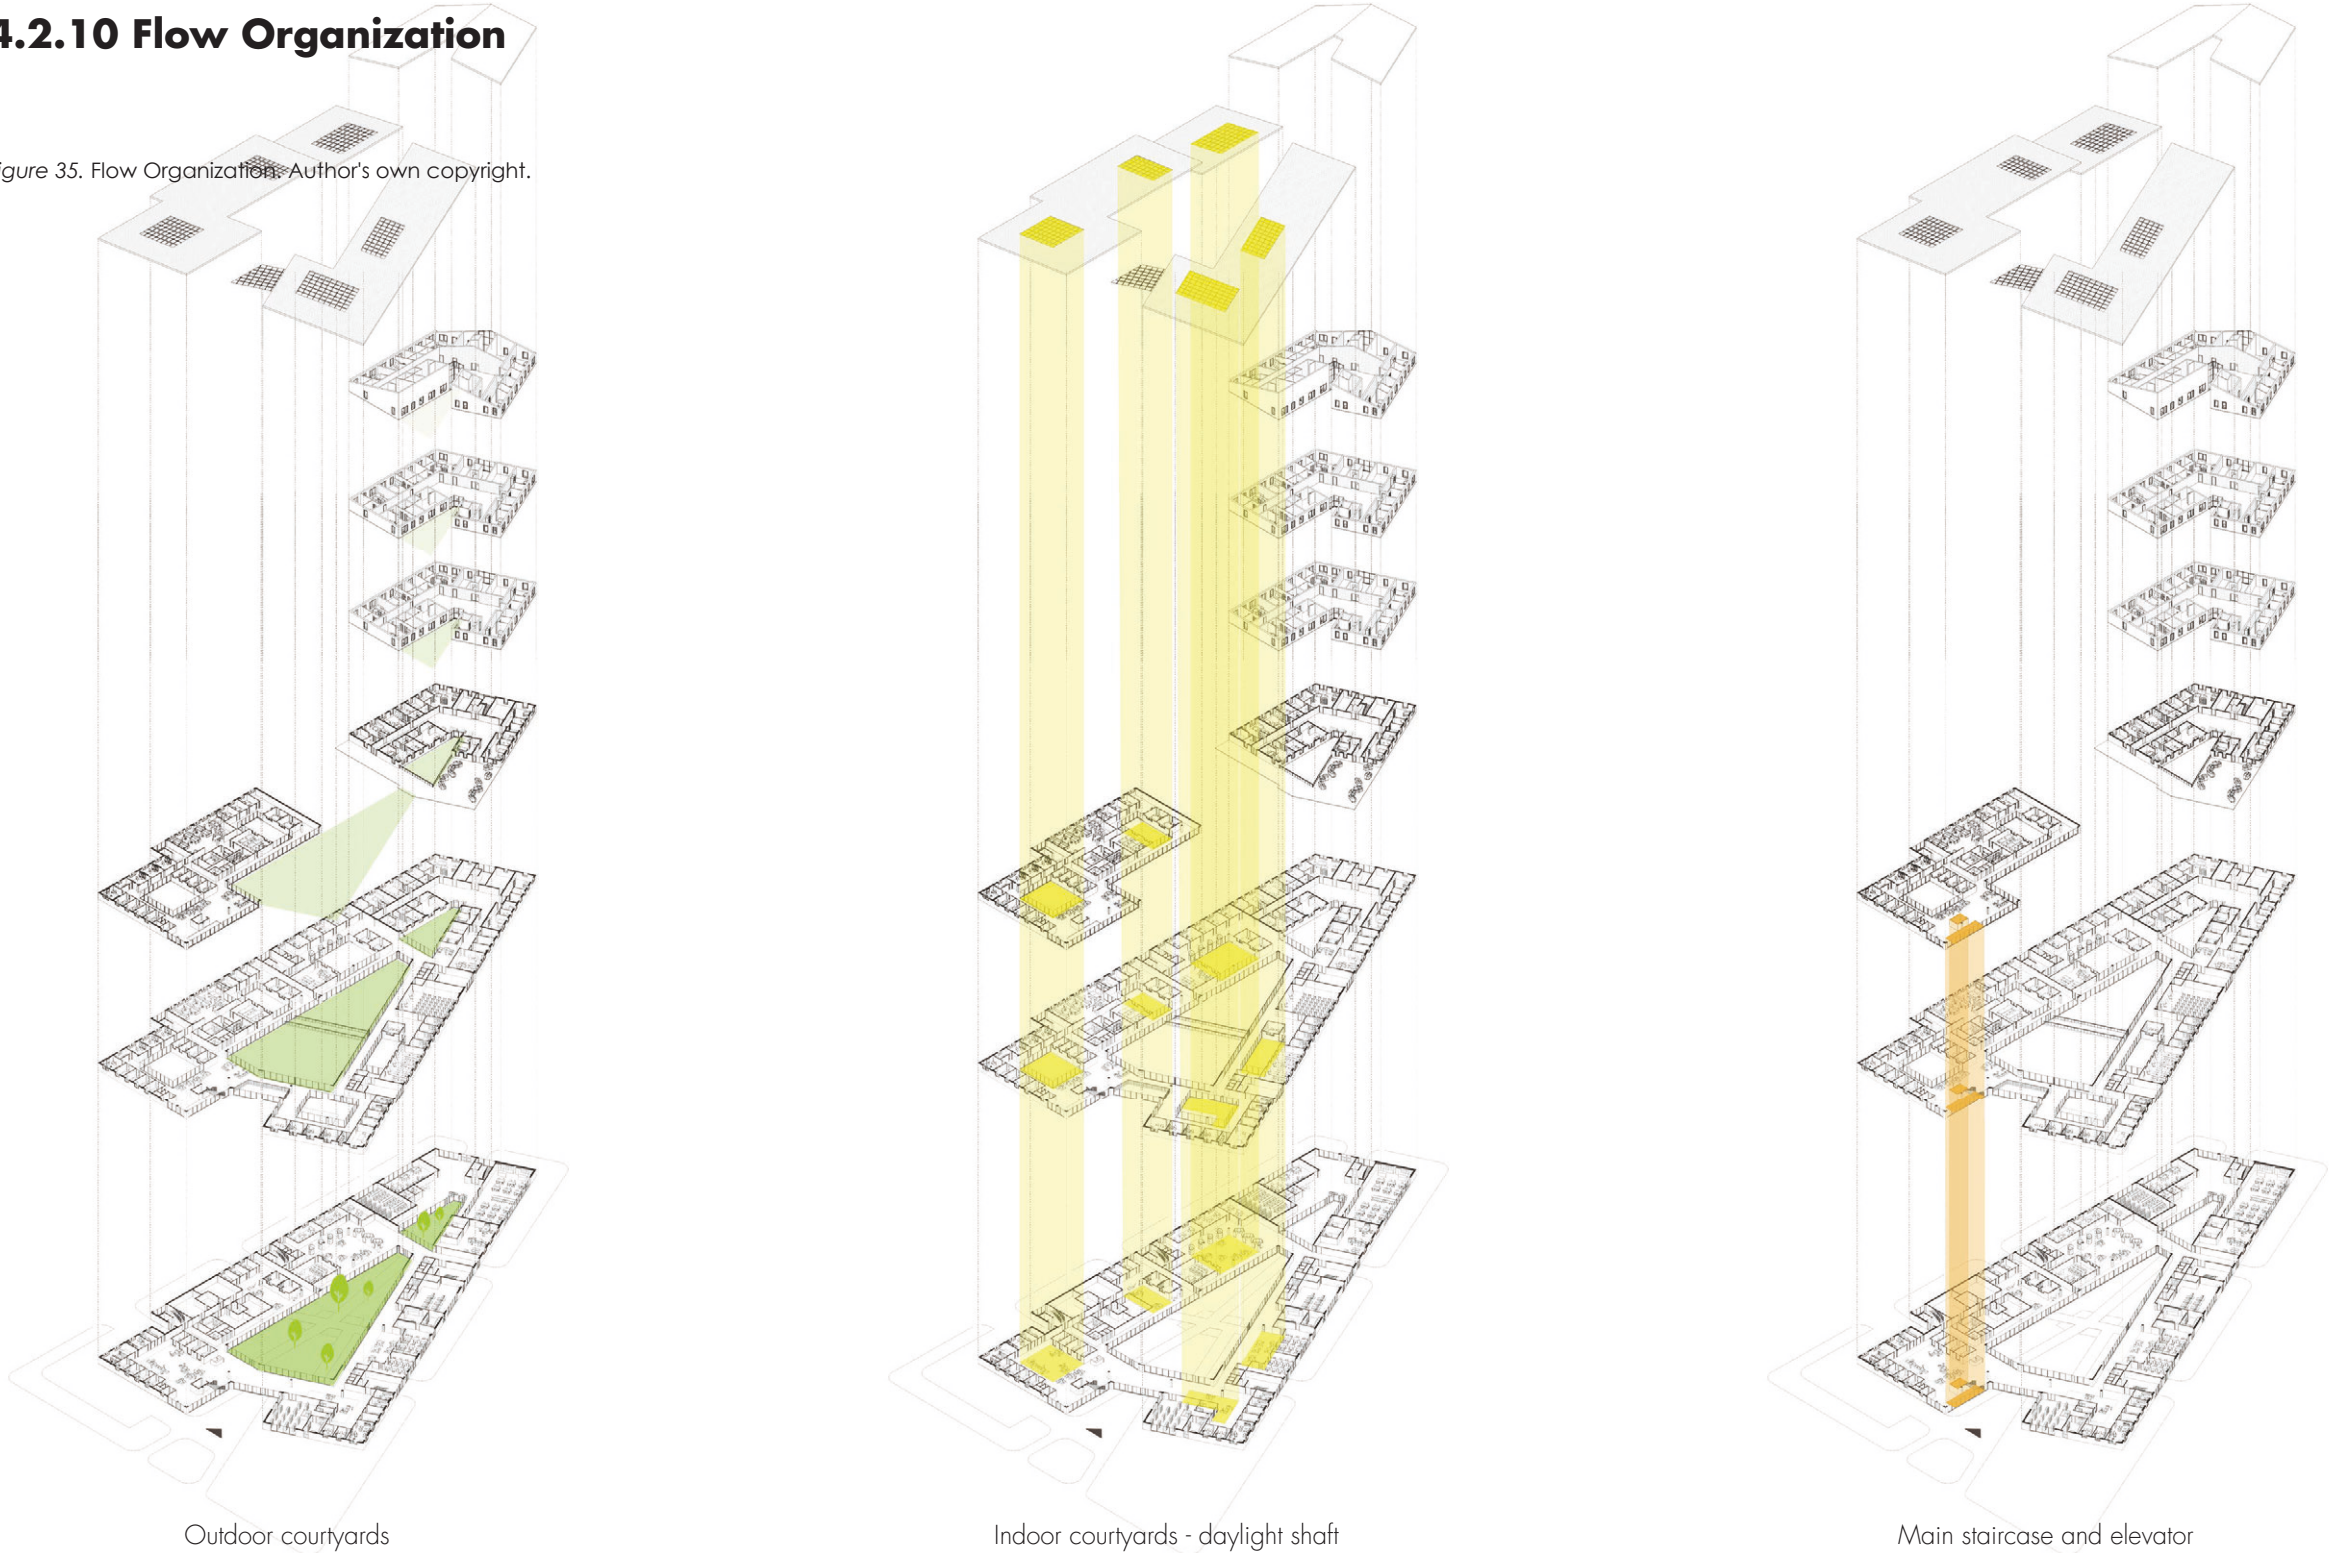 4.2.10 Flow Organization
igure 35. Flow Organization. Author's own copyright.
Outdoor courtyards
Indoor courtyards - daylight shaft
Main staircase and elevator